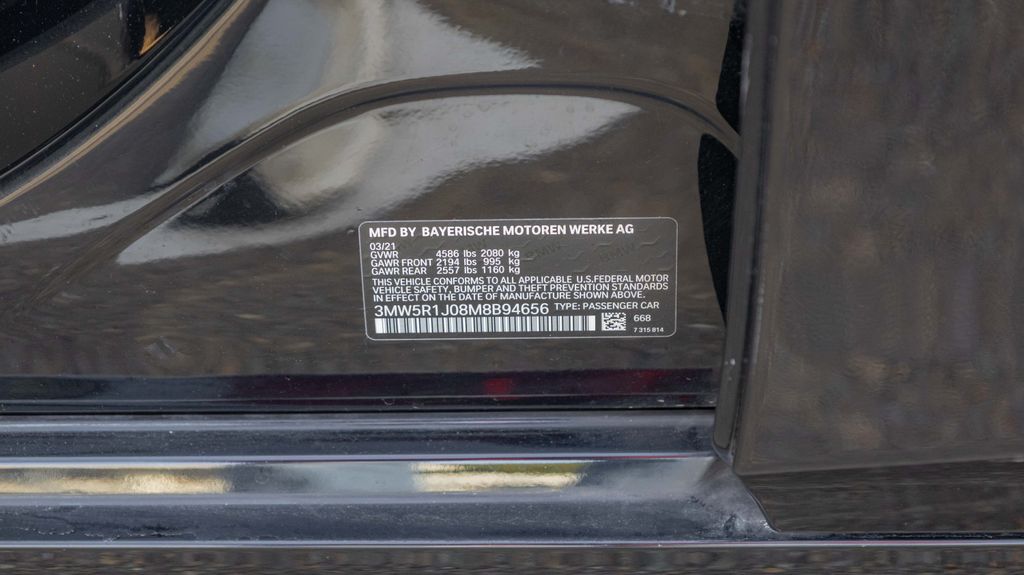 MFD BY BAYERISCHE MOTOREN WERKE AG
03/21
GVWR 4586 lbs 2080 kg
GAWR FRONT 2194 lbs 995 kg
GAWR REAR 2557 lbs 1160 kg
THIS VEHICLE CONFORMS TO ALL APPLICABLE U.S.FEDERAL MOTOR
VEHICLE SAFETY, BUMPER AND THEFT PREVENTION STANDARDS
IN EFFECT ON THE DATE OF MANUFACTURE SHOWN ABOVE.
3MW5R1J08M8B94656 TYPE: PASSENGER CAR
668
7 315 814